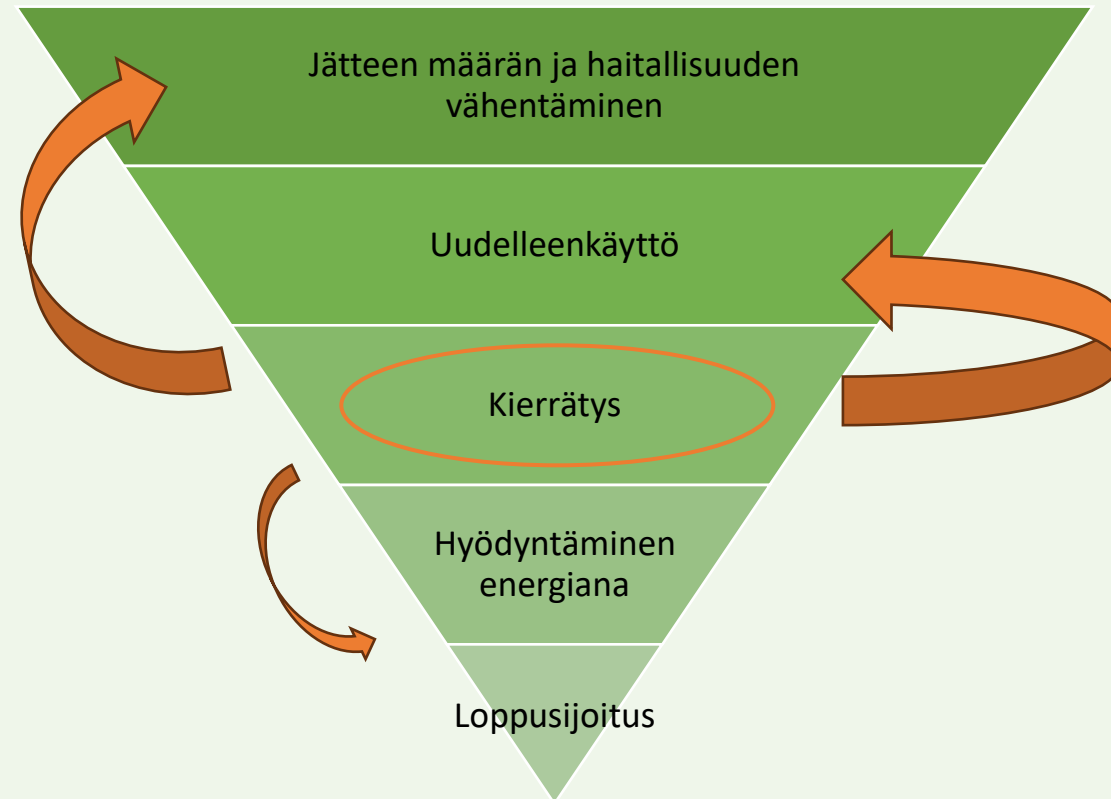 Jätteen määrän ja haitallisuuden
vähentäminen
Uudelleenkäyttö
Kierrätys
Hyödyntäminen
energiana
Loppusijoitus